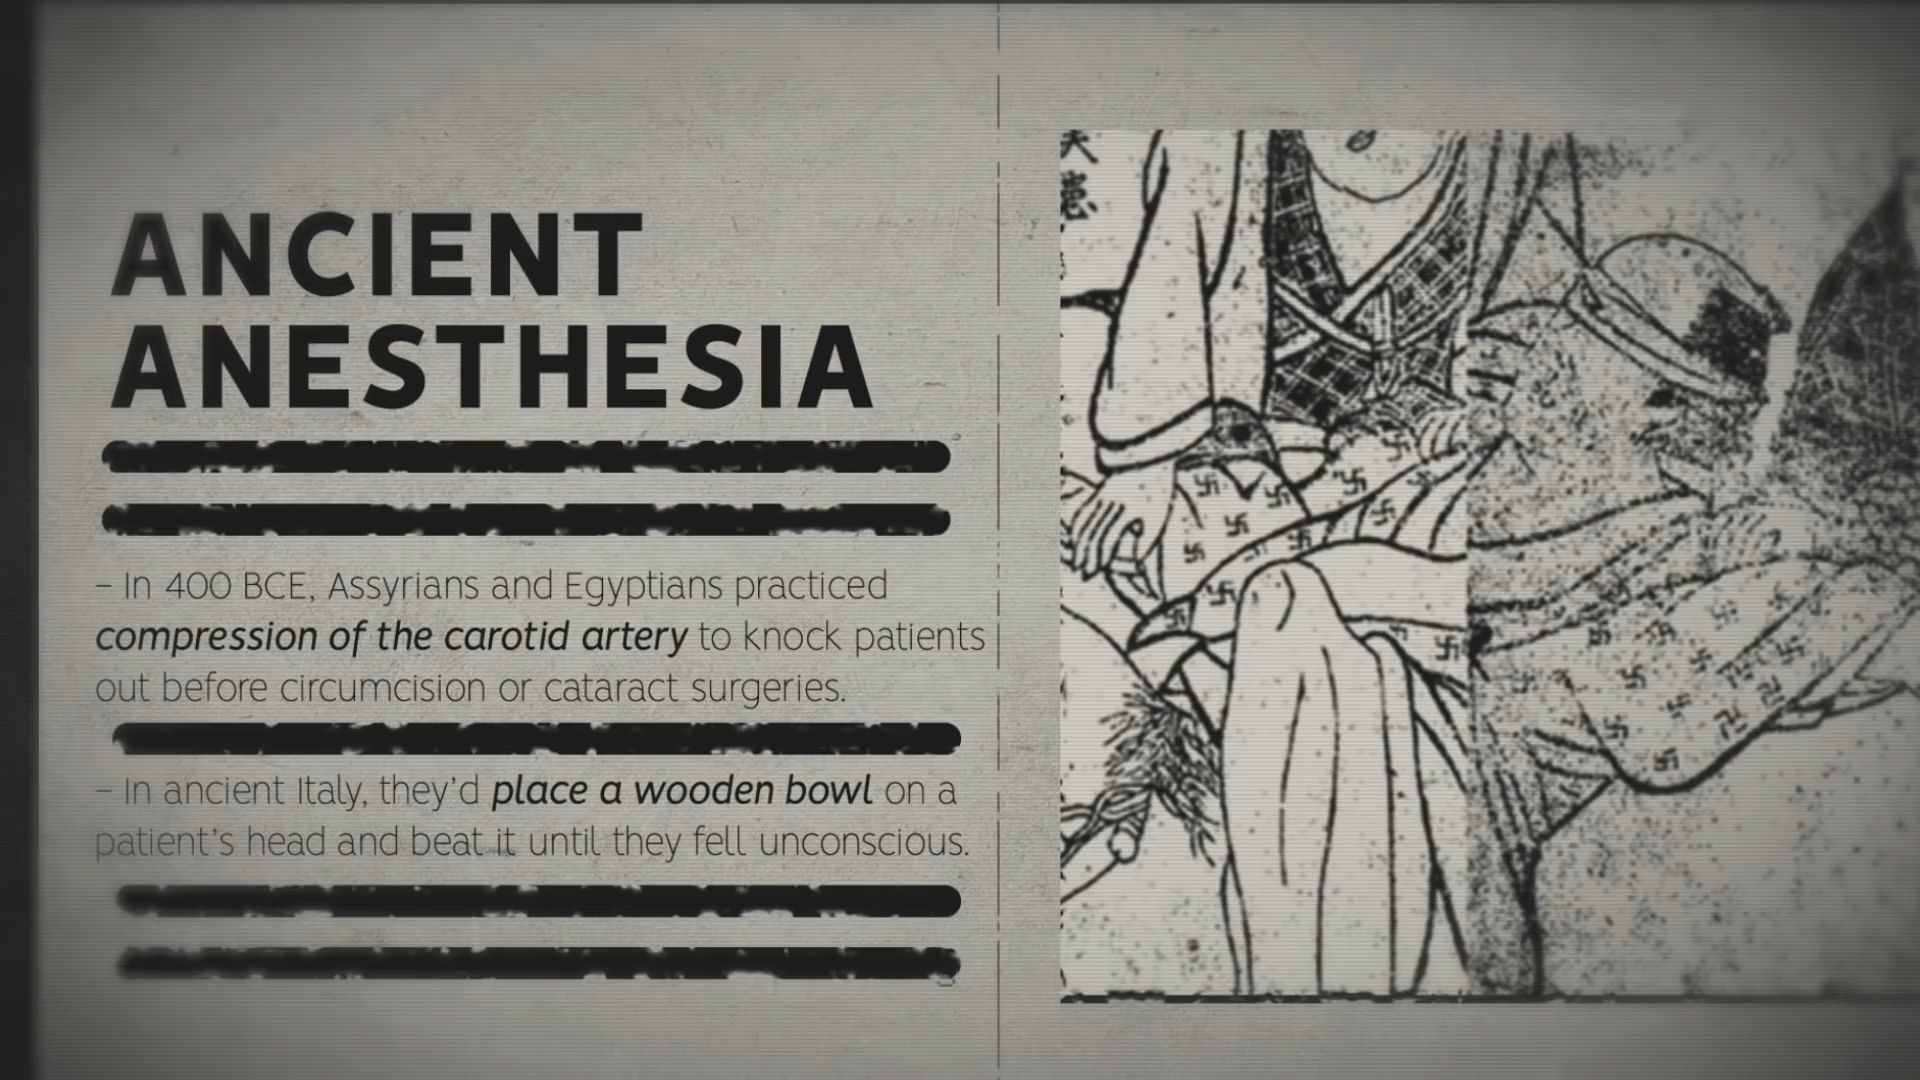 ANCIENT
ANESTHESIA
– In 400 BCE, Assyrians and Egyptians practiced
compression of the carotid artery to knock patients
out before circumcision or cataract surgeries.
– In ancient Italy, they'd place a wooden bowl on a
patient's head and beat it until they fell unconscious.